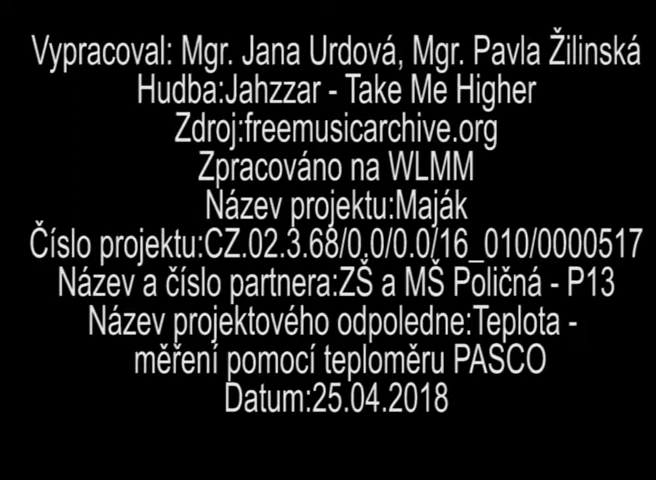 Vypracoval: Mgr. Jana Urdová, Mgr. Pavla Žilinská
Hudba:Jahzzar - Take Me Higher
Zdroj:freemusicarchive.org
Zpracováno na WLMM
Název projektu:Maják
Číslo projektu:CZ.02.3.68/0.0/0.0/16_010/0000517
Název a číslo partnera:ZŠ a MŠ Poličná - P13
Název projektového odpoledne:Teplota -
měření pomocí teploměru PASCO
Datum:25.04.2018